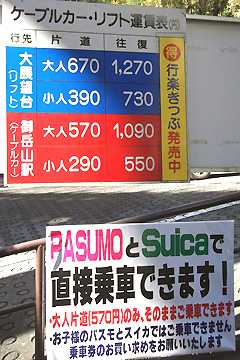 ケーブルカー・リフト運賃表(円)
行先 片道 往復
大展望台 (リフト) 大人670 1,270
小人390 730
御岳山駅 (ケーブルカー) 大人570 1,090
小人290 550
得 行楽きっぷ発売中
PASUMOとSuicaで
直接乗車できます!
・大人片道(570円)のみ、そのままご乗車できます
・お子様のパスモとスイカではご乗車できません
乗車券のお買い求めをお願いいたします